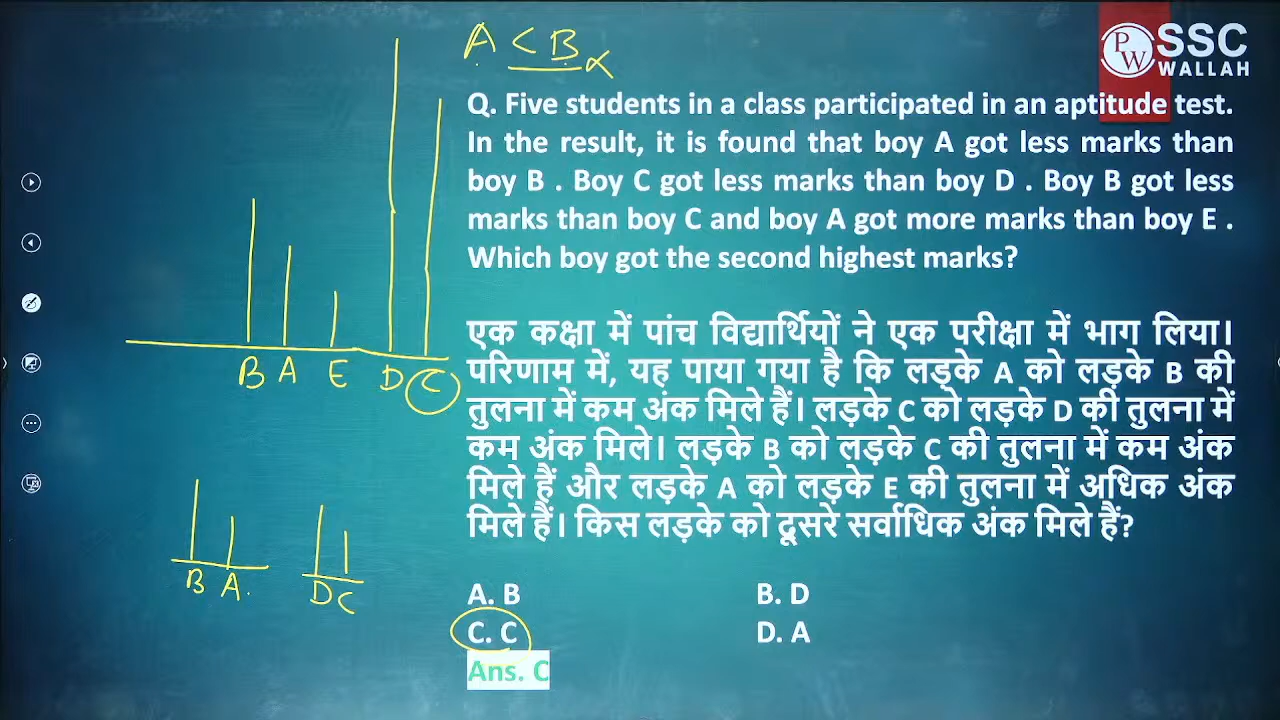 A < B
PW SSC
WALLAH
Q. Five students in a class participated in an aptitude test.
In the result, it is found that boy A got less marks than
boy B . Boy C got less marks than boy D . Boy B got less
marks than boy C and boy A got more marks than boy E .
Which boy got the second highest marks?
एक कक्षा में पांच विद्यार्थियों ने एक परीक्षा में भाग लिया।
परिणाम में, यह पाया गया है कि लड़के A को लड़के B की
तुलना में कम अंक मिले हैं। लड़के C को लड़के D की तुलना में
कम अंक मिले। लड़के B को लड़के C की तुलना में कम अंक
मिले हैं और लड़के A को लड़के E की तुलना में अधिक अंक
मिले हैं। किस लड़के को दूसरे सर्वाधिक अंक मिले हैं?
A. B B. D
C. C D. A
Ans. C
B A E D C
B A. D C